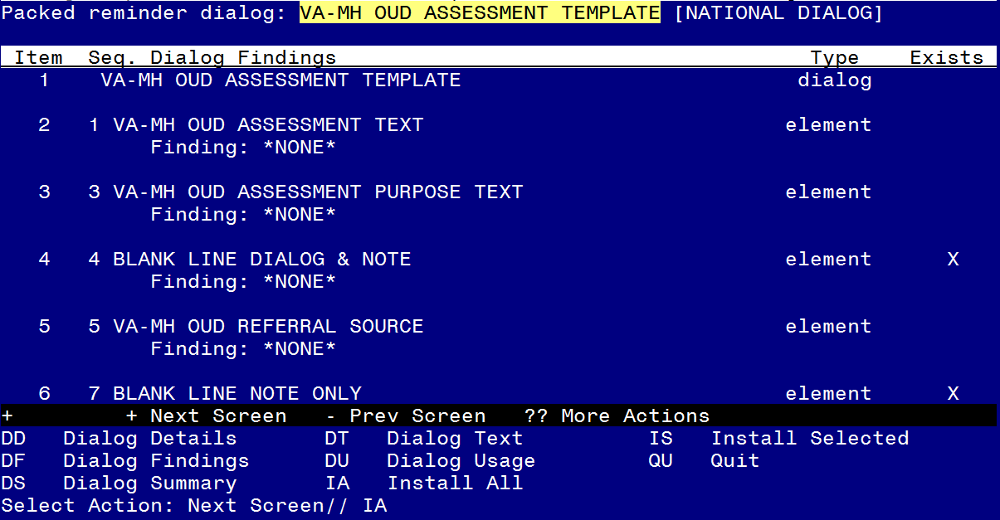 Packed reminder dialog: VA-MH OUD ASSESSMENT TEMPLATE [NATIONAL DIALOG]
Item Seq. Dialog Findings Type Exists
1 VA-MH OUD ASSESSMENT TEMPLATE dialog
2 1 VA-MH OUD ASSESSMENT TEXT element
Finding: *NONE*
3 3 VA-MH OUD ASSESSMENT PURPOSE TEXT element
Finding: *NONE*
4 4 BLANK LINE DIALOG & NOTE element X
Finding: *NONE*
5 5 VA-MH OUD REFERRAL SOURCE element
Finding: *NONE*
6 7 BLANK LINE NOTE ONLY element X
+ + Next Screen - Prev Screen ?? More Actions
DD Dialog Details DT Dialog Text IS Install Selected
DF Dialog Findings DU Dialog Usage QU Quit
DS Dialog Summary IA Install All
Select Action: Next Screen// IA